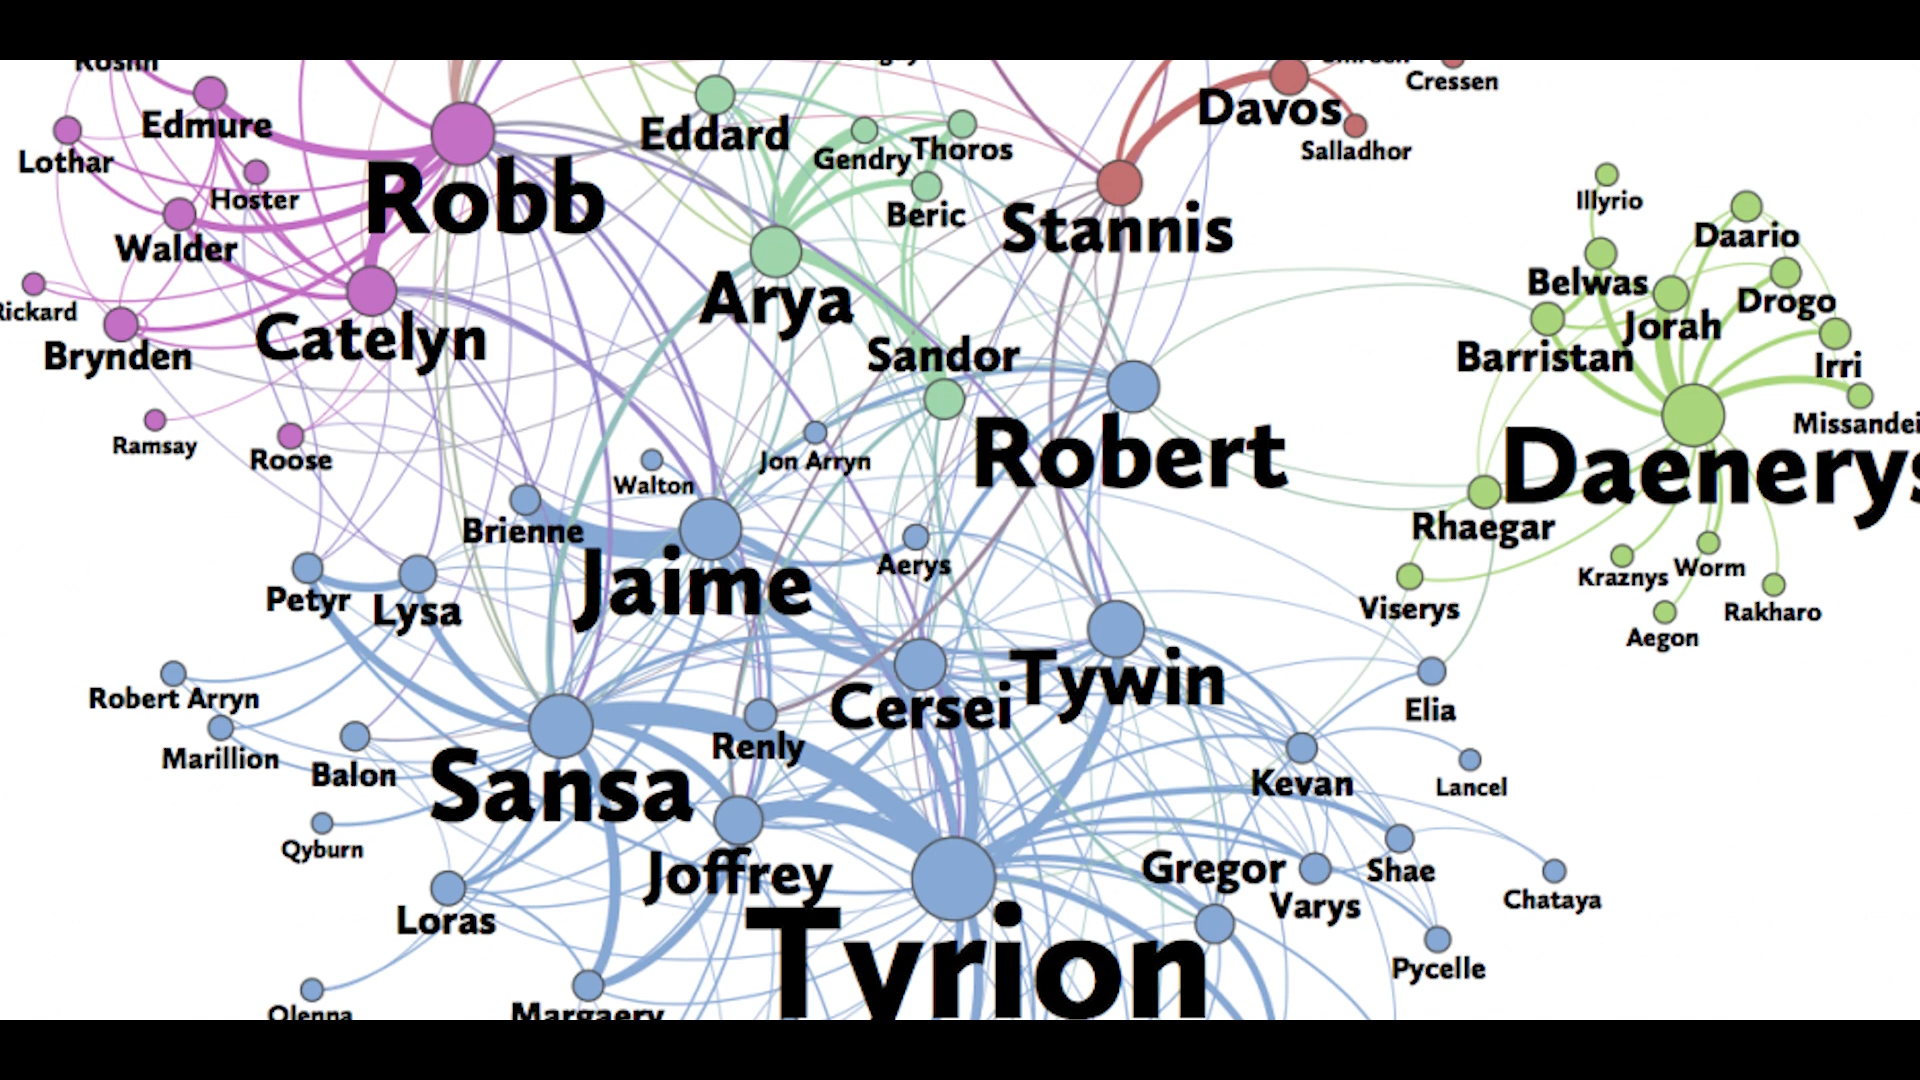 Roslin
Cressen
Edmure
Davos
Eddard
Salladhor
Lothar
Gendry
Thoros
Hoster
Robb
Illyrio
Walder
Beric
Stannis
Daario
Rickard
Belwas
Drogo
Brynden
Catelyn
Arya
Jorah
Sandor
Barristan
Irri
Ramsay
Missandei
Roose
Jon Arryn
Robert
Daenerys
Walton
Brienne
Rhaegar
Aerys
Jaime
Kraznys
Worm
Petyr
Lysa
Viserys
Rakharo
Aegon
Robert Arryn
Cersei
Tywin
Elia
Marillion
Balon
Renly
Sansa
Kevan
Lancel
Qyburn
Joffrey
Gregor
Shae
Loras
Varys
Chataya
Tyrion
Pycelle
Olenna
Margaery